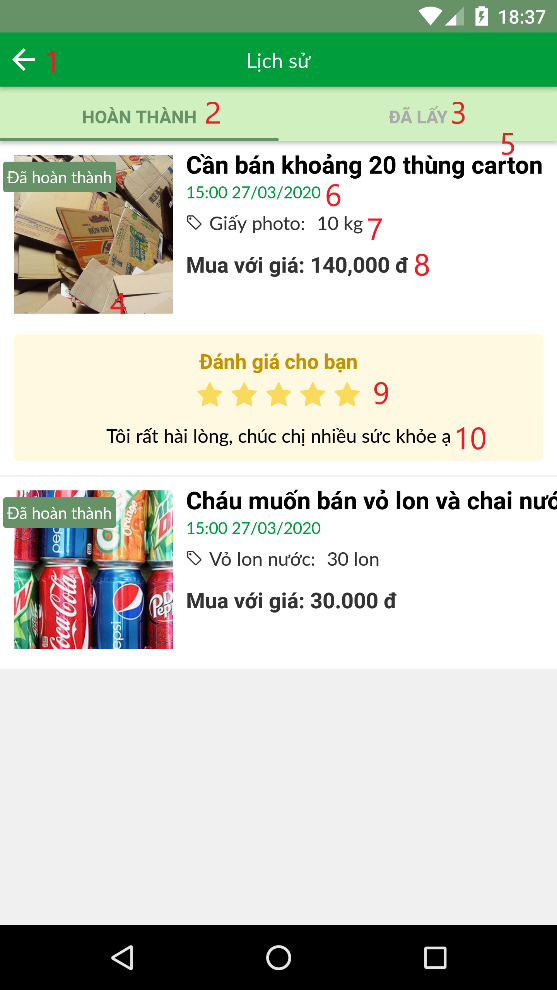 18:37
1
Lịch sử
HOÀN THÀNH 2
ĐÃ LẤY 3
5
Đã hoàn thành
4
Cần bán khoảng 20 thùng carton
15:00 27/03/2020 6
Giấy photo: 10 kg 7
Mua với giá: 140,000 đ 8
Đánh giá cho bạn
9
Tôi rất hài lòng, chúc chị nhiều sức khỏe ạ 10
Đã hoàn thành
Coca-Cola
pepsi
Orange
Cháu muốn bán vỏ lon và chai nướ
15:00 27/03/2020
Vỏ lon nước: 30 lon
Mua với giá: 30.000 đ